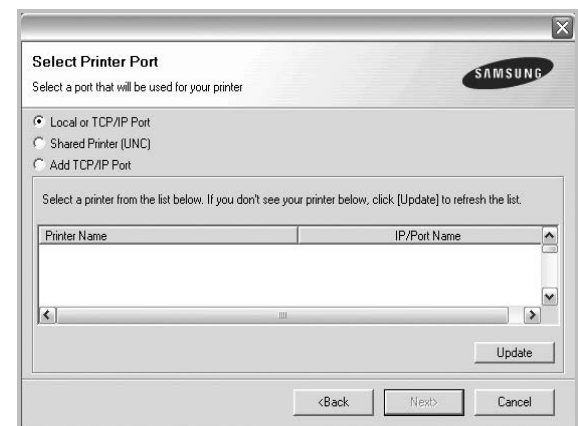 Select Printer Port
Select a port that will be used for your printer
SAMSUNG
Local or TCP/IP Port
Shared Printer (UNC)
Add TCP/IP Port
Select a printer from the list below. If you don't see your printer below, click [Update] to refresh the list.
Printer Name IP/Port Name
Update
<Back Next> Cancel